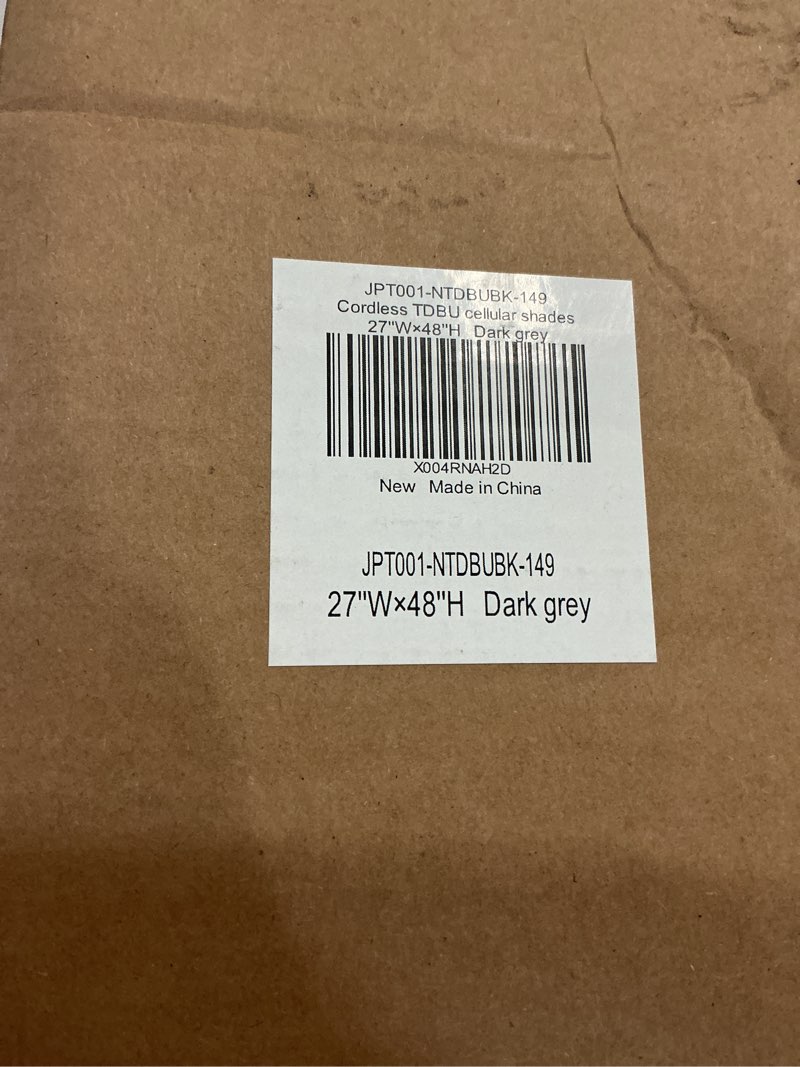 JPT001-NTDBUBK-149
Cordless TDBU cellular shades
27"W×48"H Dark grey
X004RNAH2D
New Made in China
JPT001-NTDBUBK-149
27"W×48"H Dark grey